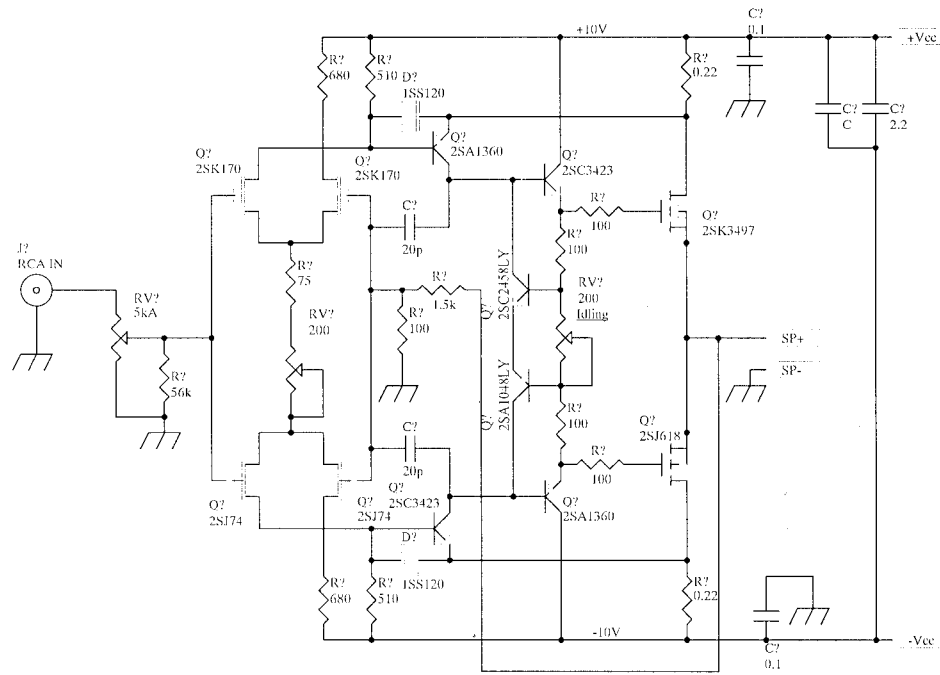 C?
0.1
+10V
+Vcc
R?
680
R?
510
D?
1SS120
R?
0.22
C?
C
C?
2.2
Q?
2SA1360
Q?
2SK170
Q?
2SK170
Q?
2SC3423
C?
20p
R?
100
Q?
2SK3497
J?
RCA IN
R?
75
R?
1.5k
R?
100
Q?
2SC2458LY
RV?
200
Idling
RV?
5kA
RV?
200
R?
100
SP+
SP-
R?
56k
Q?
2SA1048LY
R?
100
C?
20p
R?
100
Q?
2SJ618
Q?
2SC3423
Q?
2SA1360
Q?
2SJ74
Q?
2SJ74
D?
1SS120
R?
680
R?
510
R?
0.22
-10V
C?
0.1
-Vcc